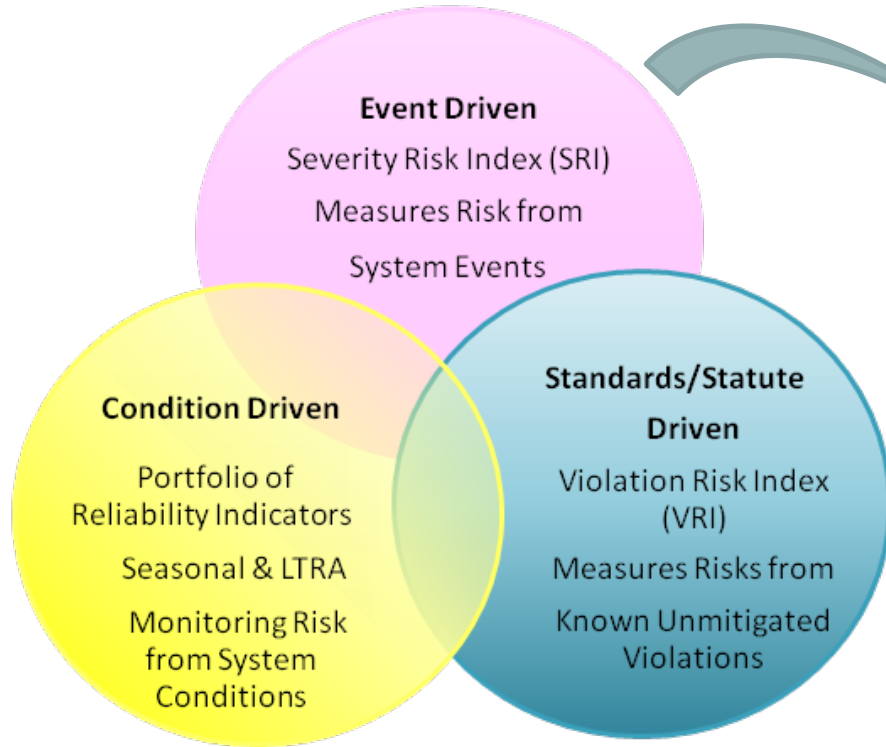 Event Driven
Severity Risk Index (SRI)
Measures Risk from
System Events
Condition Driven
Portfolio of
Reliability Indicators
Seasonal & LTRA
Monitoring Risk
from System
Conditions
Standards/Statute
Driven
Violation Risk Index
(VRI)
Measures Risks from
Known Unmitigated
Violations